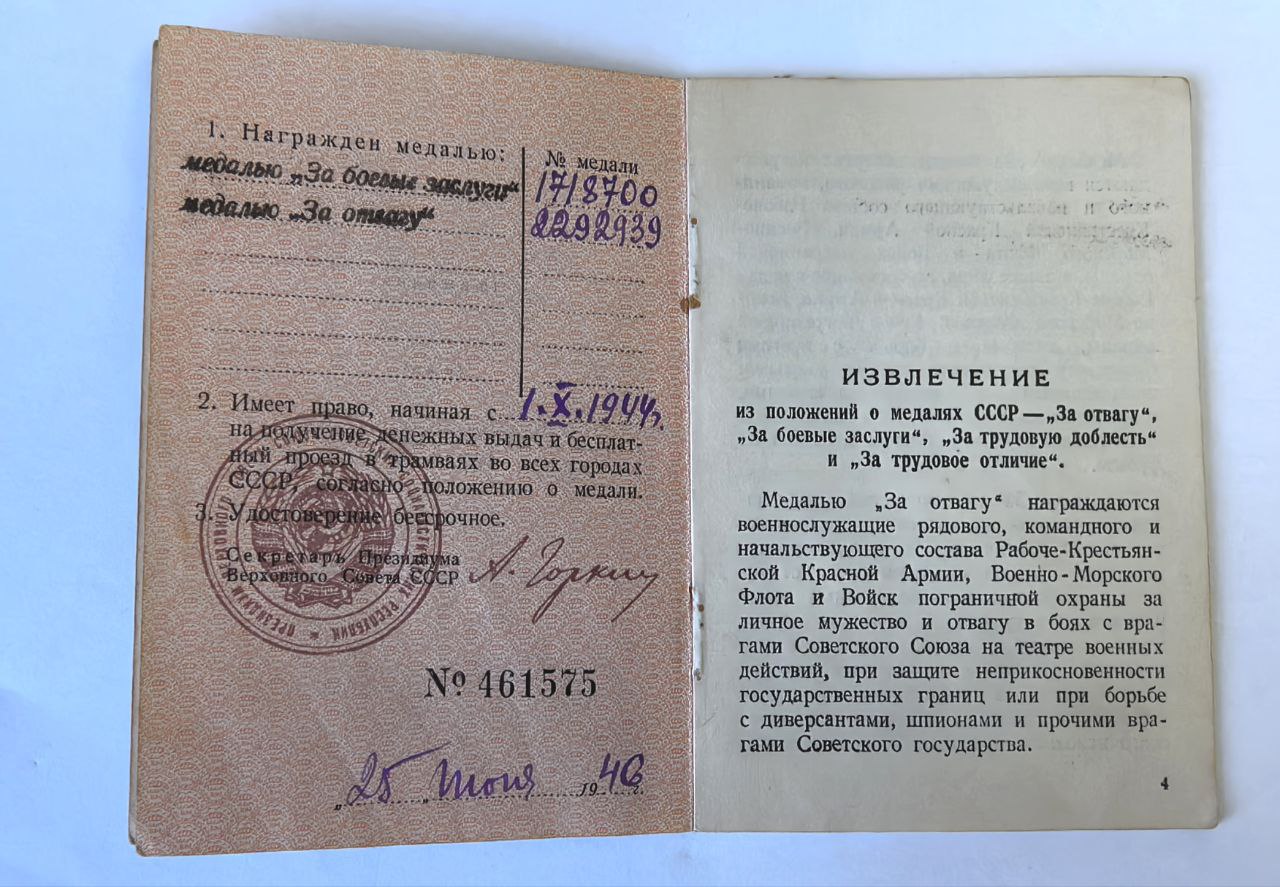 1. Награжден медалью:
№ медали
медалью „За боевые заслуги“
1718700
медалью „За отвагу“
2292939
2. Имеет право, начиная с 1.X.1944г.
на получение денежных выдач и бесплат-
ный проезд в трамваях во всех городах
СССР, согласно положению о медали.
3. Удостоверение бессрочное.
Секретарь Президиума
Верховного Совета СССР
А. Горкин
№ 461575
„25 „ Июня 1946 г.
ИЗВЛЕЧЕНИЕ
из положений о медалях СССР — „За отвагу“,
„За боевые заслуги“, „За трудовую доблесть“
и „За трудовое отличие“.
Медалью „За отвагу“ награждаются
военнослужащие рядового, командного и
начальствующего состава Рабоче-Крестьян-
ской Красной Армии, Военно-Морского
Флота и Войск пограничной охраны за
личное мужество и отвагу в боях с вра-
гами Советского Союза на театре военных
действий, при защите неприкосновенности
государственных границ или при борьбе
с диверсантами, шпионами и прочими вра-
гами Советского государства.
4